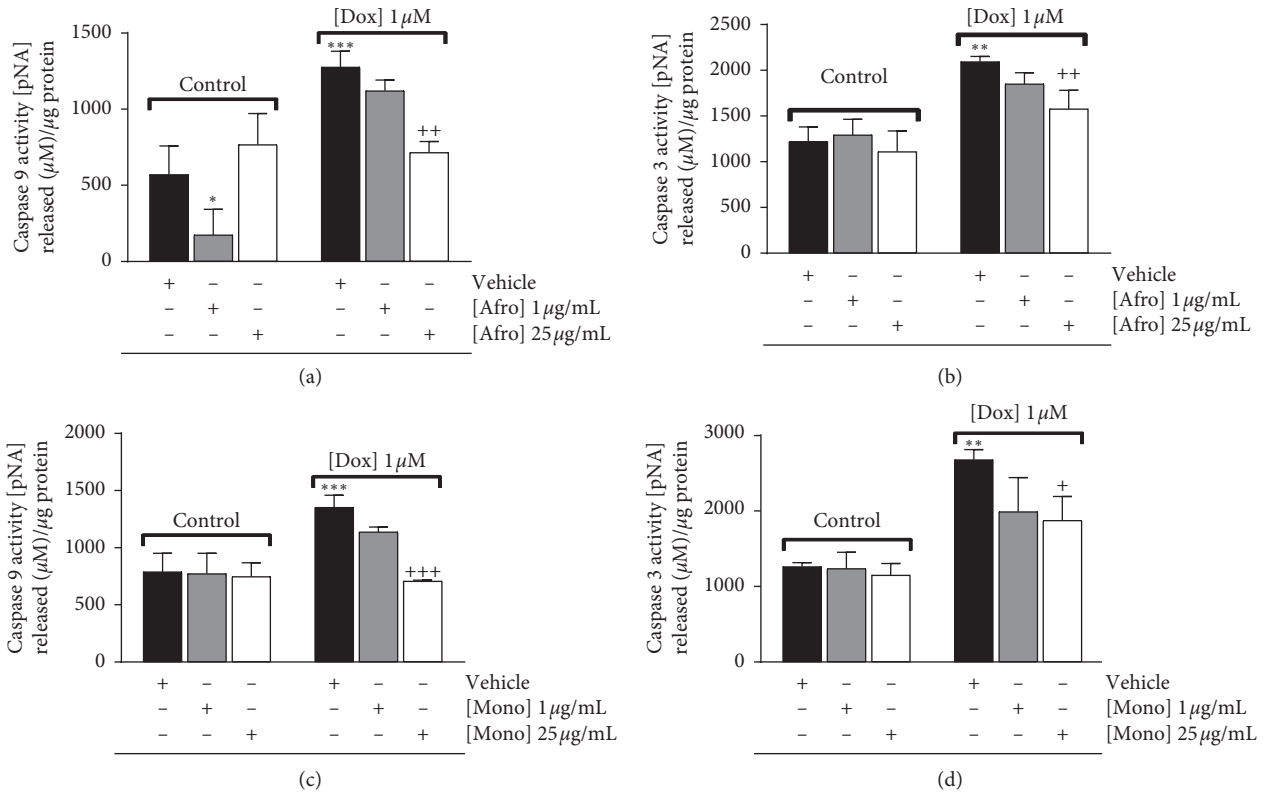 [Dox] 1 μM
Control
Caspase 9 activity [pNA]
released (μM)/μg protein
1500
1000
500
0
***
*
++
+ – – + – – Vehicle
– + – – + – [Afro] 1 μg/mL
– – + – – + [Afro] 25 μg/mL
(a)
[Dox] 1 μM
Control
Caspase 3 activity [pNA]
released (μM)/μg protein
2500
2000
1500
1000
500
0
**
++
+ – – + – – Vehicle
– + – – + – [Afro] 1 μg/mL
– – + – – + [Afro] 25 μg/mL
(b)
[Dox] 1 μM
Control
Caspase 9 activity [pNA]
released (μM)/μg protein
2000
1500
1000
500
0
***
+++
+ – – + – – Vehicle
– + – – + – [Mono] 1 μg/mL
– – + – – + [Mono] 25 μg/mL
(c)
[Dox] 1 μM
Control
Caspase 3 activity [pNA]
released (μM)/μg protein
3000
2000
1000
0
**
+
+ – – + – – Vehicle
– + – – + – [Mono] 1 μg/mL
– – + – – + [Mono] 25 μg/mL
(d)